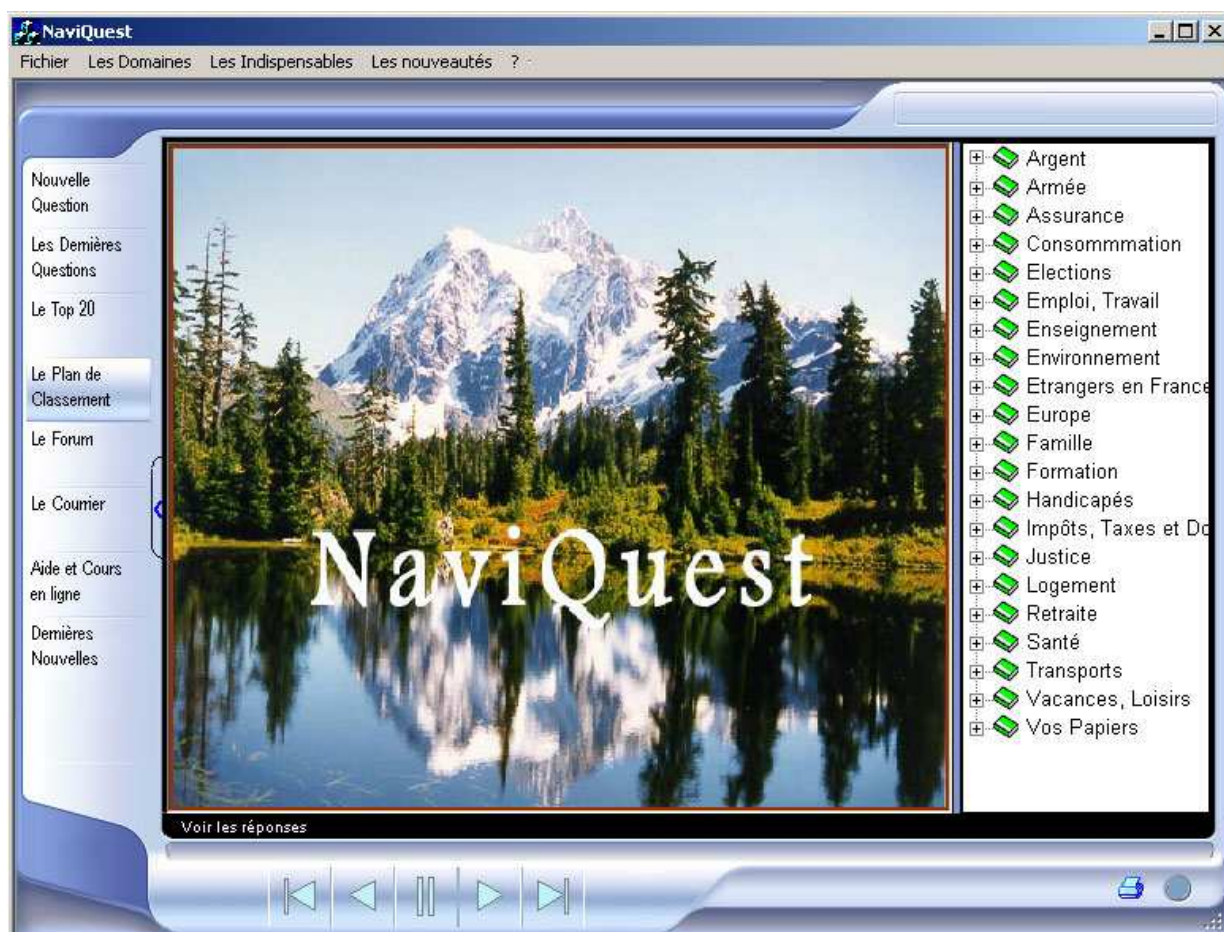 NaviQuest
Fichier Les Domaines Les Indispensables Les nouveautés ?
Nouvelle
Question
Les Dernières
Questions
Le Top 20
Le Plan de
Classement
Le Forum
Le Courrier
Aide et Cours
en ligne
Dernières
Nouvelles
NaviQuest
Voir les réponses
Argent
Armée
Assurance
Consommmation
Elections
Emploi, Travail
Enseignement
Environnement
Etrangers en France
Europe
Famille
Formation
Handicapés
Impôts, Taxes et Do
Justice
Logement
Retraite
Santé
Transports
Vacances, Loisirs
Vos Papiers